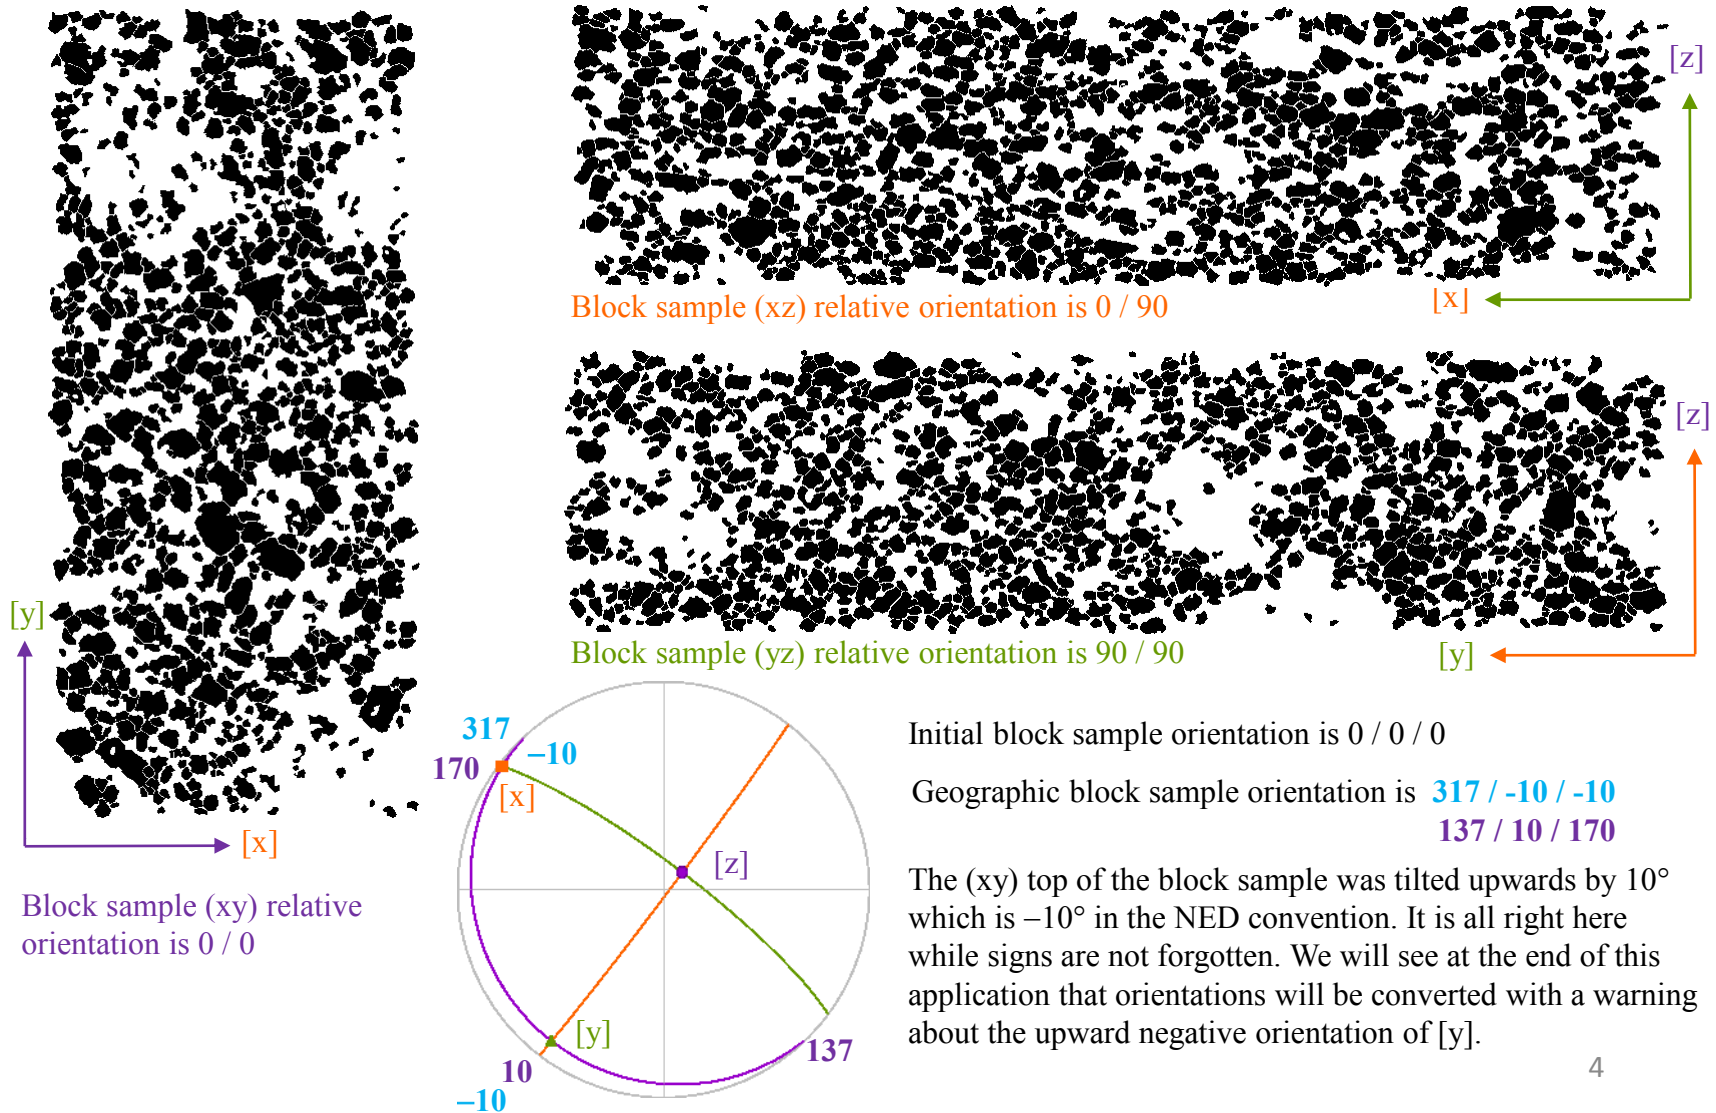 [z]
Block sample (xz) relative orientation is 0 / 90
[x]
[z]
Block sample (yz) relative orientation is 90 / 90
[y]
[y]
[x]
Block sample (xy) relative
orientation is 0 / 0
317
−10
170
[x]
[z]
[y]
137
10
−10
Initial block sample orientation is 0 / 0 / 0
Geographic block sample orientation is 317 / -10 / -10
137 / 10 / 170
The (xy) top of the block sample was tilted upwards by 10°
which is −10° in the NED convention. It is all right here
while signs are not forgotten. We will see at the end of this
application that orientations will be converted with a warning
about the upward negative orientation of [y].
4